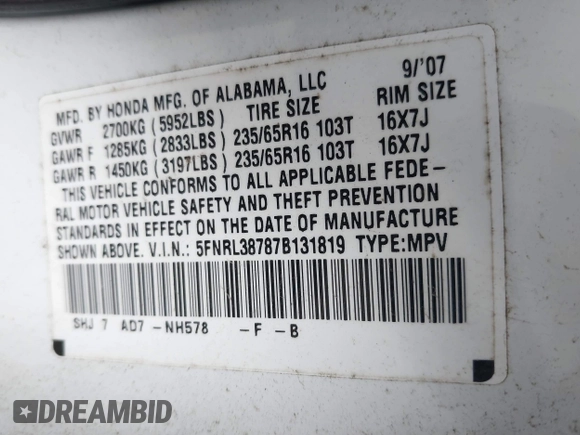 MFD. BY HONDA MFG. OF ALABAMA, LLC 9/'07
GVWR 2700KG (5952LBS) TIRE SIZE RIM SIZE
GAWR F 1285KG (2833LBS) 235/65R16 103T 16X7J
GAWR R 1450KG (3197LBS) 235/65R16 103T 16X7J
THIS VEHICLE CONFORMS TO ALL APPLICABLE FEDE-
RAL MOTOR VEHICLE SAFETY AND THEFT PREVENTION
STANDARDS IN EFFECT ON THE DATE OF MANUFACTURE
SHOWN ABOVE. V.I.N.: 5FNRL38787B131819 TYPE:MPV
SHJ 7 AD7 -NH578 -F -B
DREAMBID